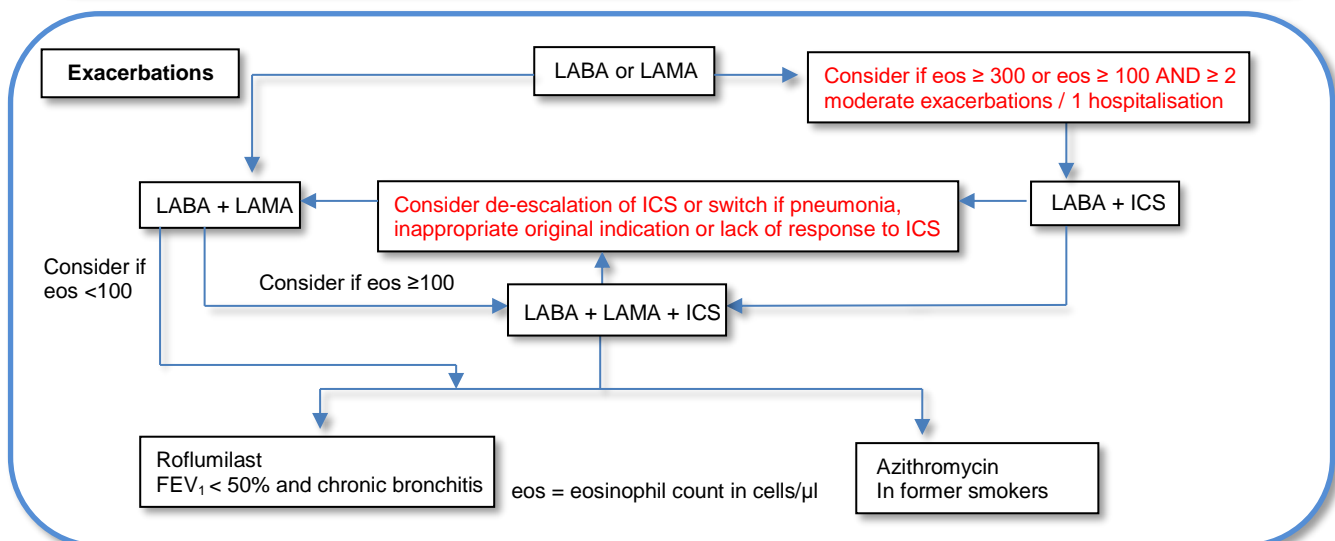 Exacerbations
LABA or LAMA
Consider if eos ≥ 300 or eos ≥ 100 AND ≥ 2
moderate exacerbations / 1 hospitalisation
LABA + LAMA
Consider de-escalation of ICS or switch if pneumonia,
inappropriate original indication or lack of response to ICS
LABA + ICS
Consider if
eos <100
Consider if eos ≥100
LABA + LAMA + ICS
Roflumilast
FEV₁ < 50% and chronic bronchitis
eos = eosinophil count in cells/µl
Azithromycin
In former smokers